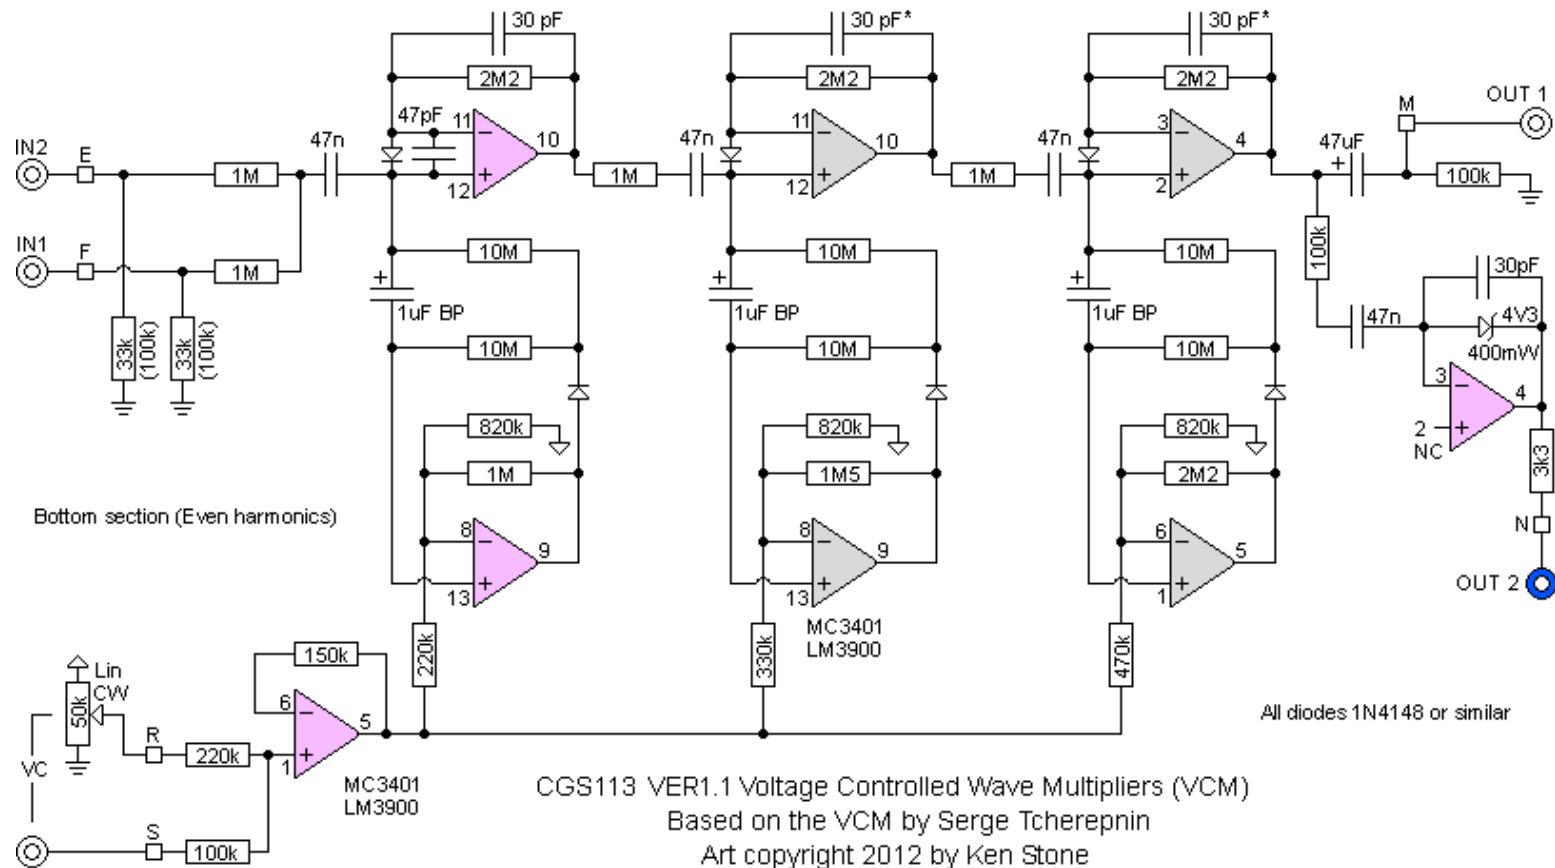 30 pF
30 pF*
30 pF*
2M2
2M2
2M2
M
OUT 1
47pF
11
10
11
10
3
4
47n
47n
47n
47uF
+
IN2
E
1M
12
1M
12
1M
2
100k
IN1
F
1M
10M
10M
10M
100k
30pF
+
+
+
1uF BP
1uF BP
1uF BP
47n
4V3
400mW
33k
(100k)
33k
(100k)
10M
10M
10M
3
4
2
NC
820k
820k
820k
3k3
1M
1M5
2M2
Bottom section (Even harmonics)
8
9
8
9
6
5
N
13
13
1
OUT 2
MC3401
LM3900
220k
330k
470k
150k
Lin
CW
50k
6
5
R
220k
1
VC
All diodes 1N4148 or similar
MC3401
LM3900
S
100k
CGS113 VER1.1 Voltage Controlled Wave Multipliers (VCM)
Based on the VCM by Serge Tcherepnin
Art copyright 2012 by Ken Stone